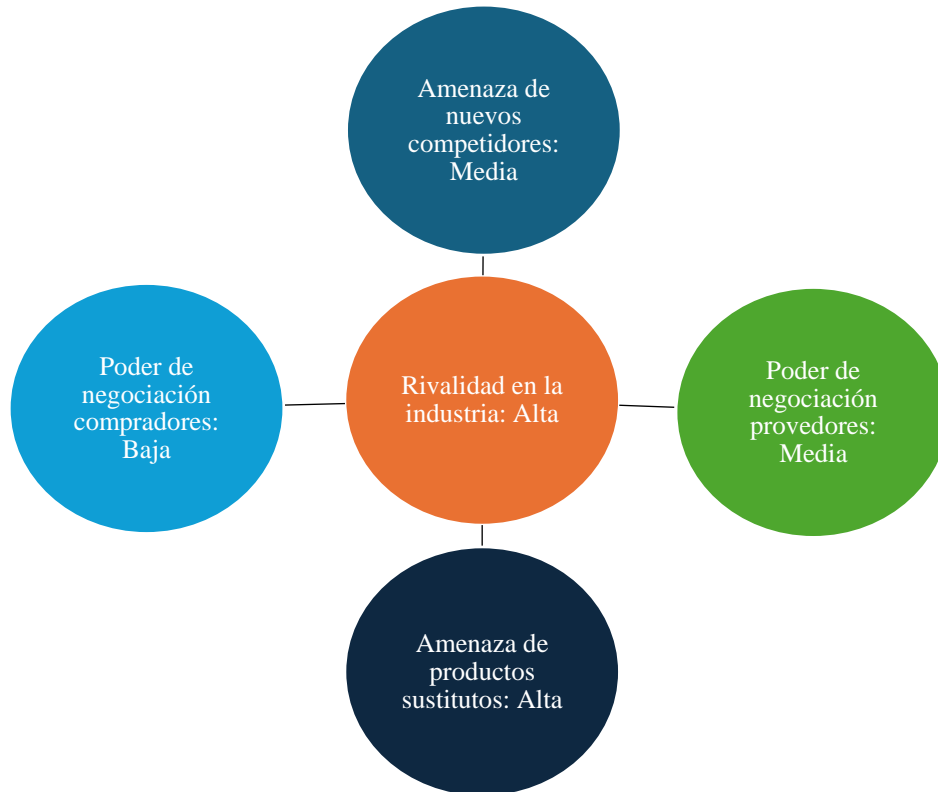 Amenaza de
nuevos
competidores:
Media
Poder de
negociación
compradores:
Baja
Rivalidad en la
industria: Alta
Poder de
negociación
provedores:
Media
Amenaza de
productos
sustitutos: Alta